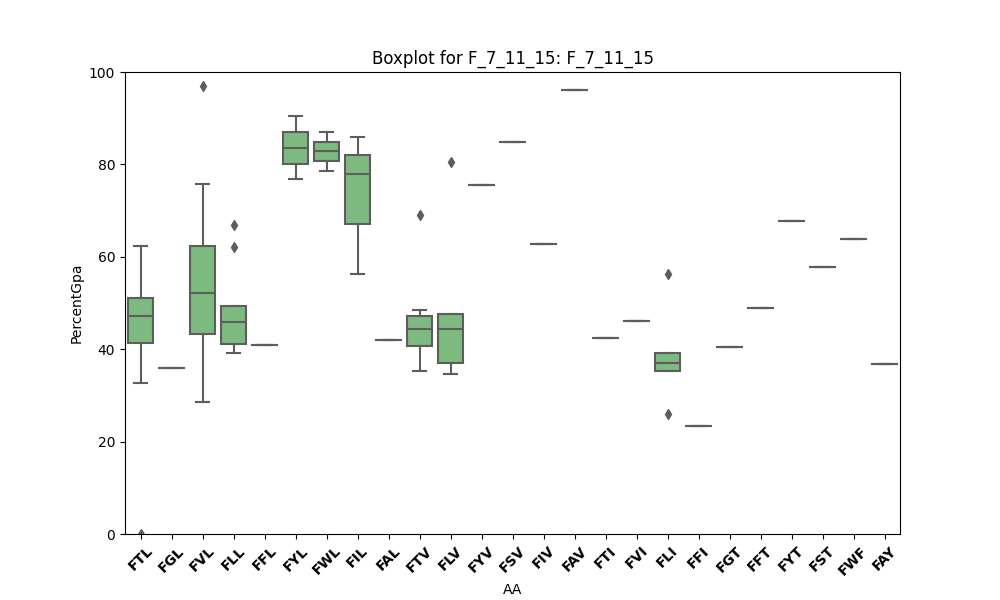 Boxplot for F_7_11_15: F_7_11_15
100
80
60
40
20
0
PercentGpa
FTL FGL FVL FLL FFL FYL FWL FIL FAL FTV FLV FYV FSV FIV FAV FTI FVI FLI FFI FGT FFT FYT FST FWF FAY
AA